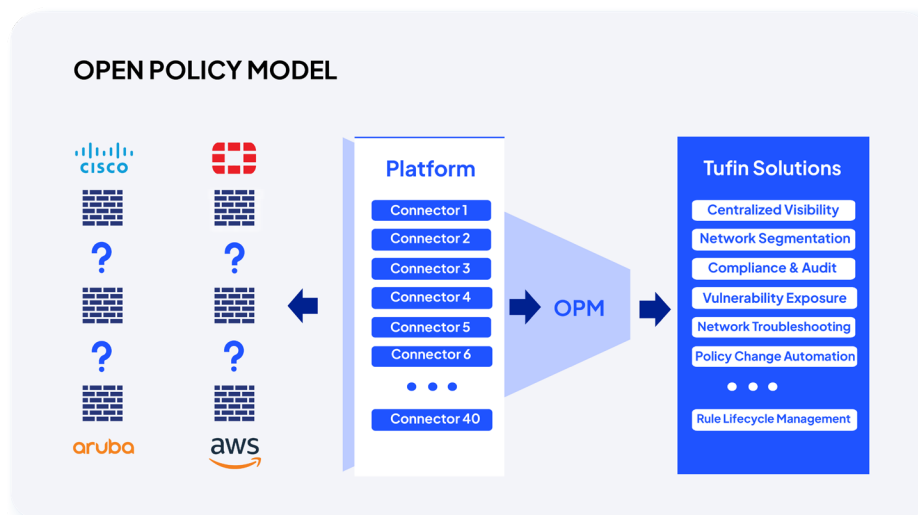 OPEN POLICY MODEL
CISCO
?
?
?
?
aruba
aws
Platform
Connector 1
Connector 2
Connector 3
Connector 4
Connector 5
Connector 6
Connector 40
OPM
Tufin Solutions
Centralized Visibility
Network Segmentation
Compliance & Audit
Vulnerability Exposure
Network Troubleshooting
Policy Change Automation
Rule Lifecycle Management